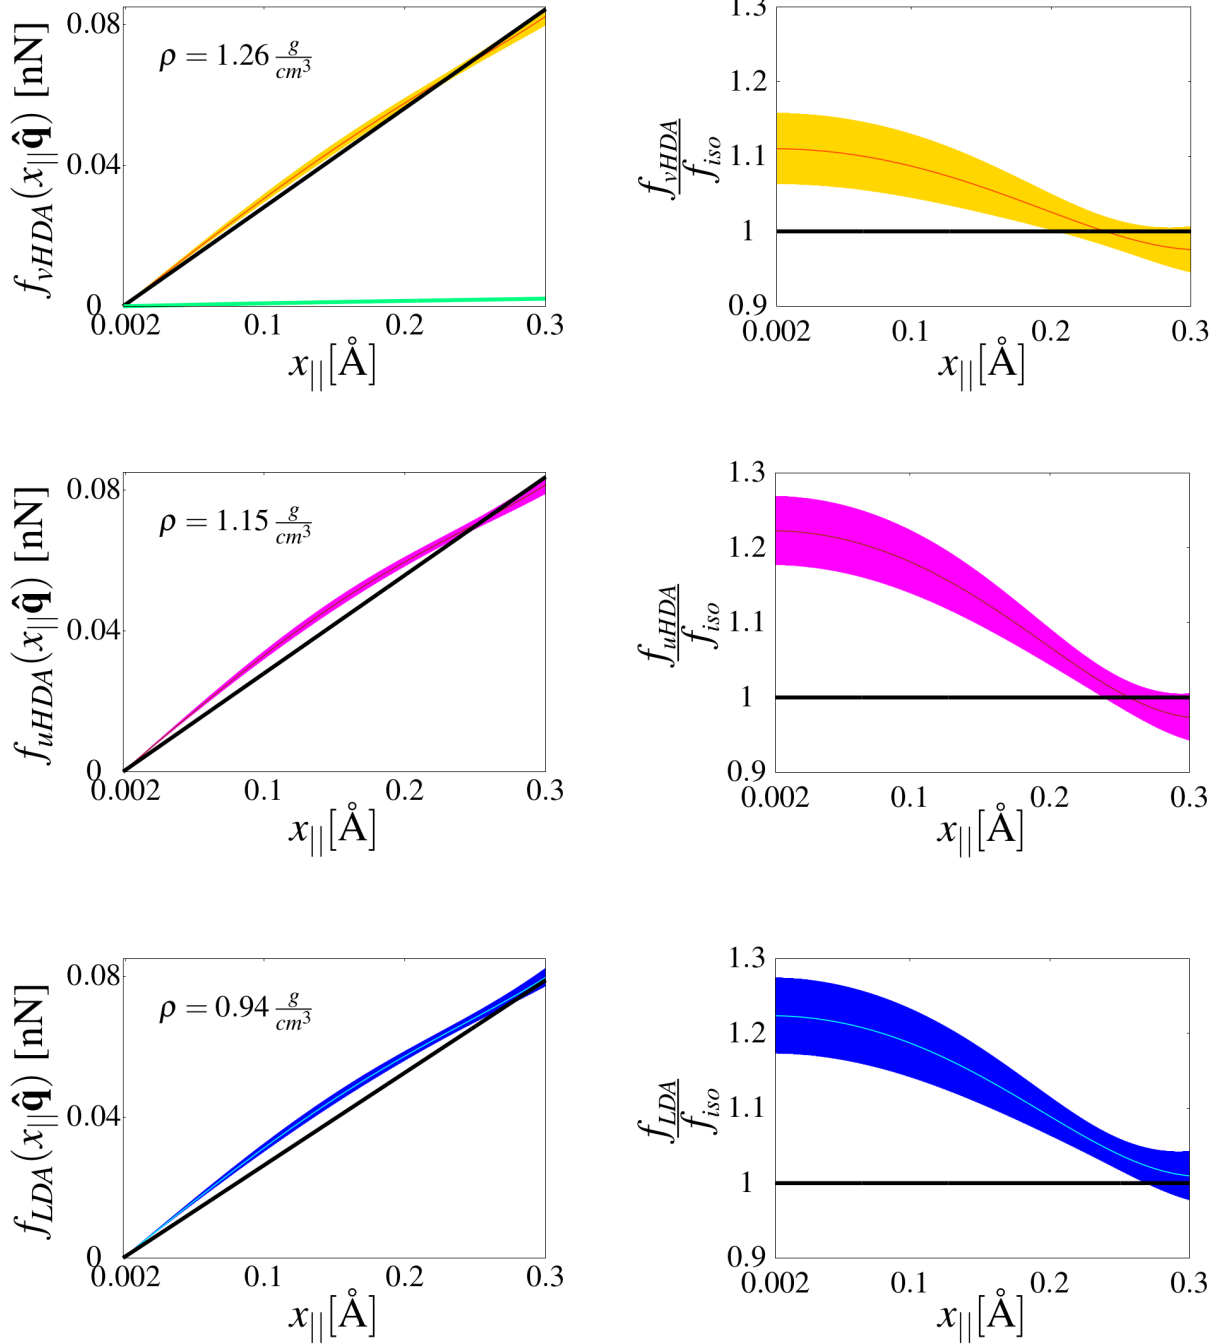 f_vHDA(x_||q̂) [nN]
0.08
0.04
0
ρ = 1.26 g/cm³
0.002 0.1 0.2 0.3
x_||[Å]
f_vHDA/f_iso
1.3
1.2
1.1
1
0.9
0.002 0.1 0.2 0.3
x_||[Å]
f_uHDA(x_||q̂) [nN]
0.08
0.04
0
ρ = 1.15 g/cm³
0.002 0.1 0.2 0.3
x_||[Å]
f_uHDA/f_iso
1.3
1.2
1.1
1
0.9
0.002 0.1 0.2 0.3
x_||[Å]
f_LDA(x_||q̂) [nN]
0.08
0.04
0
ρ = 0.94 g/cm³
0.002 0.1 0.2 0.3
x_||[Å]
f_LDA/f_iso
1.3
1.2
1.1
1
0.9
0.002 0.1 0.2 0.3
x_||[Å]